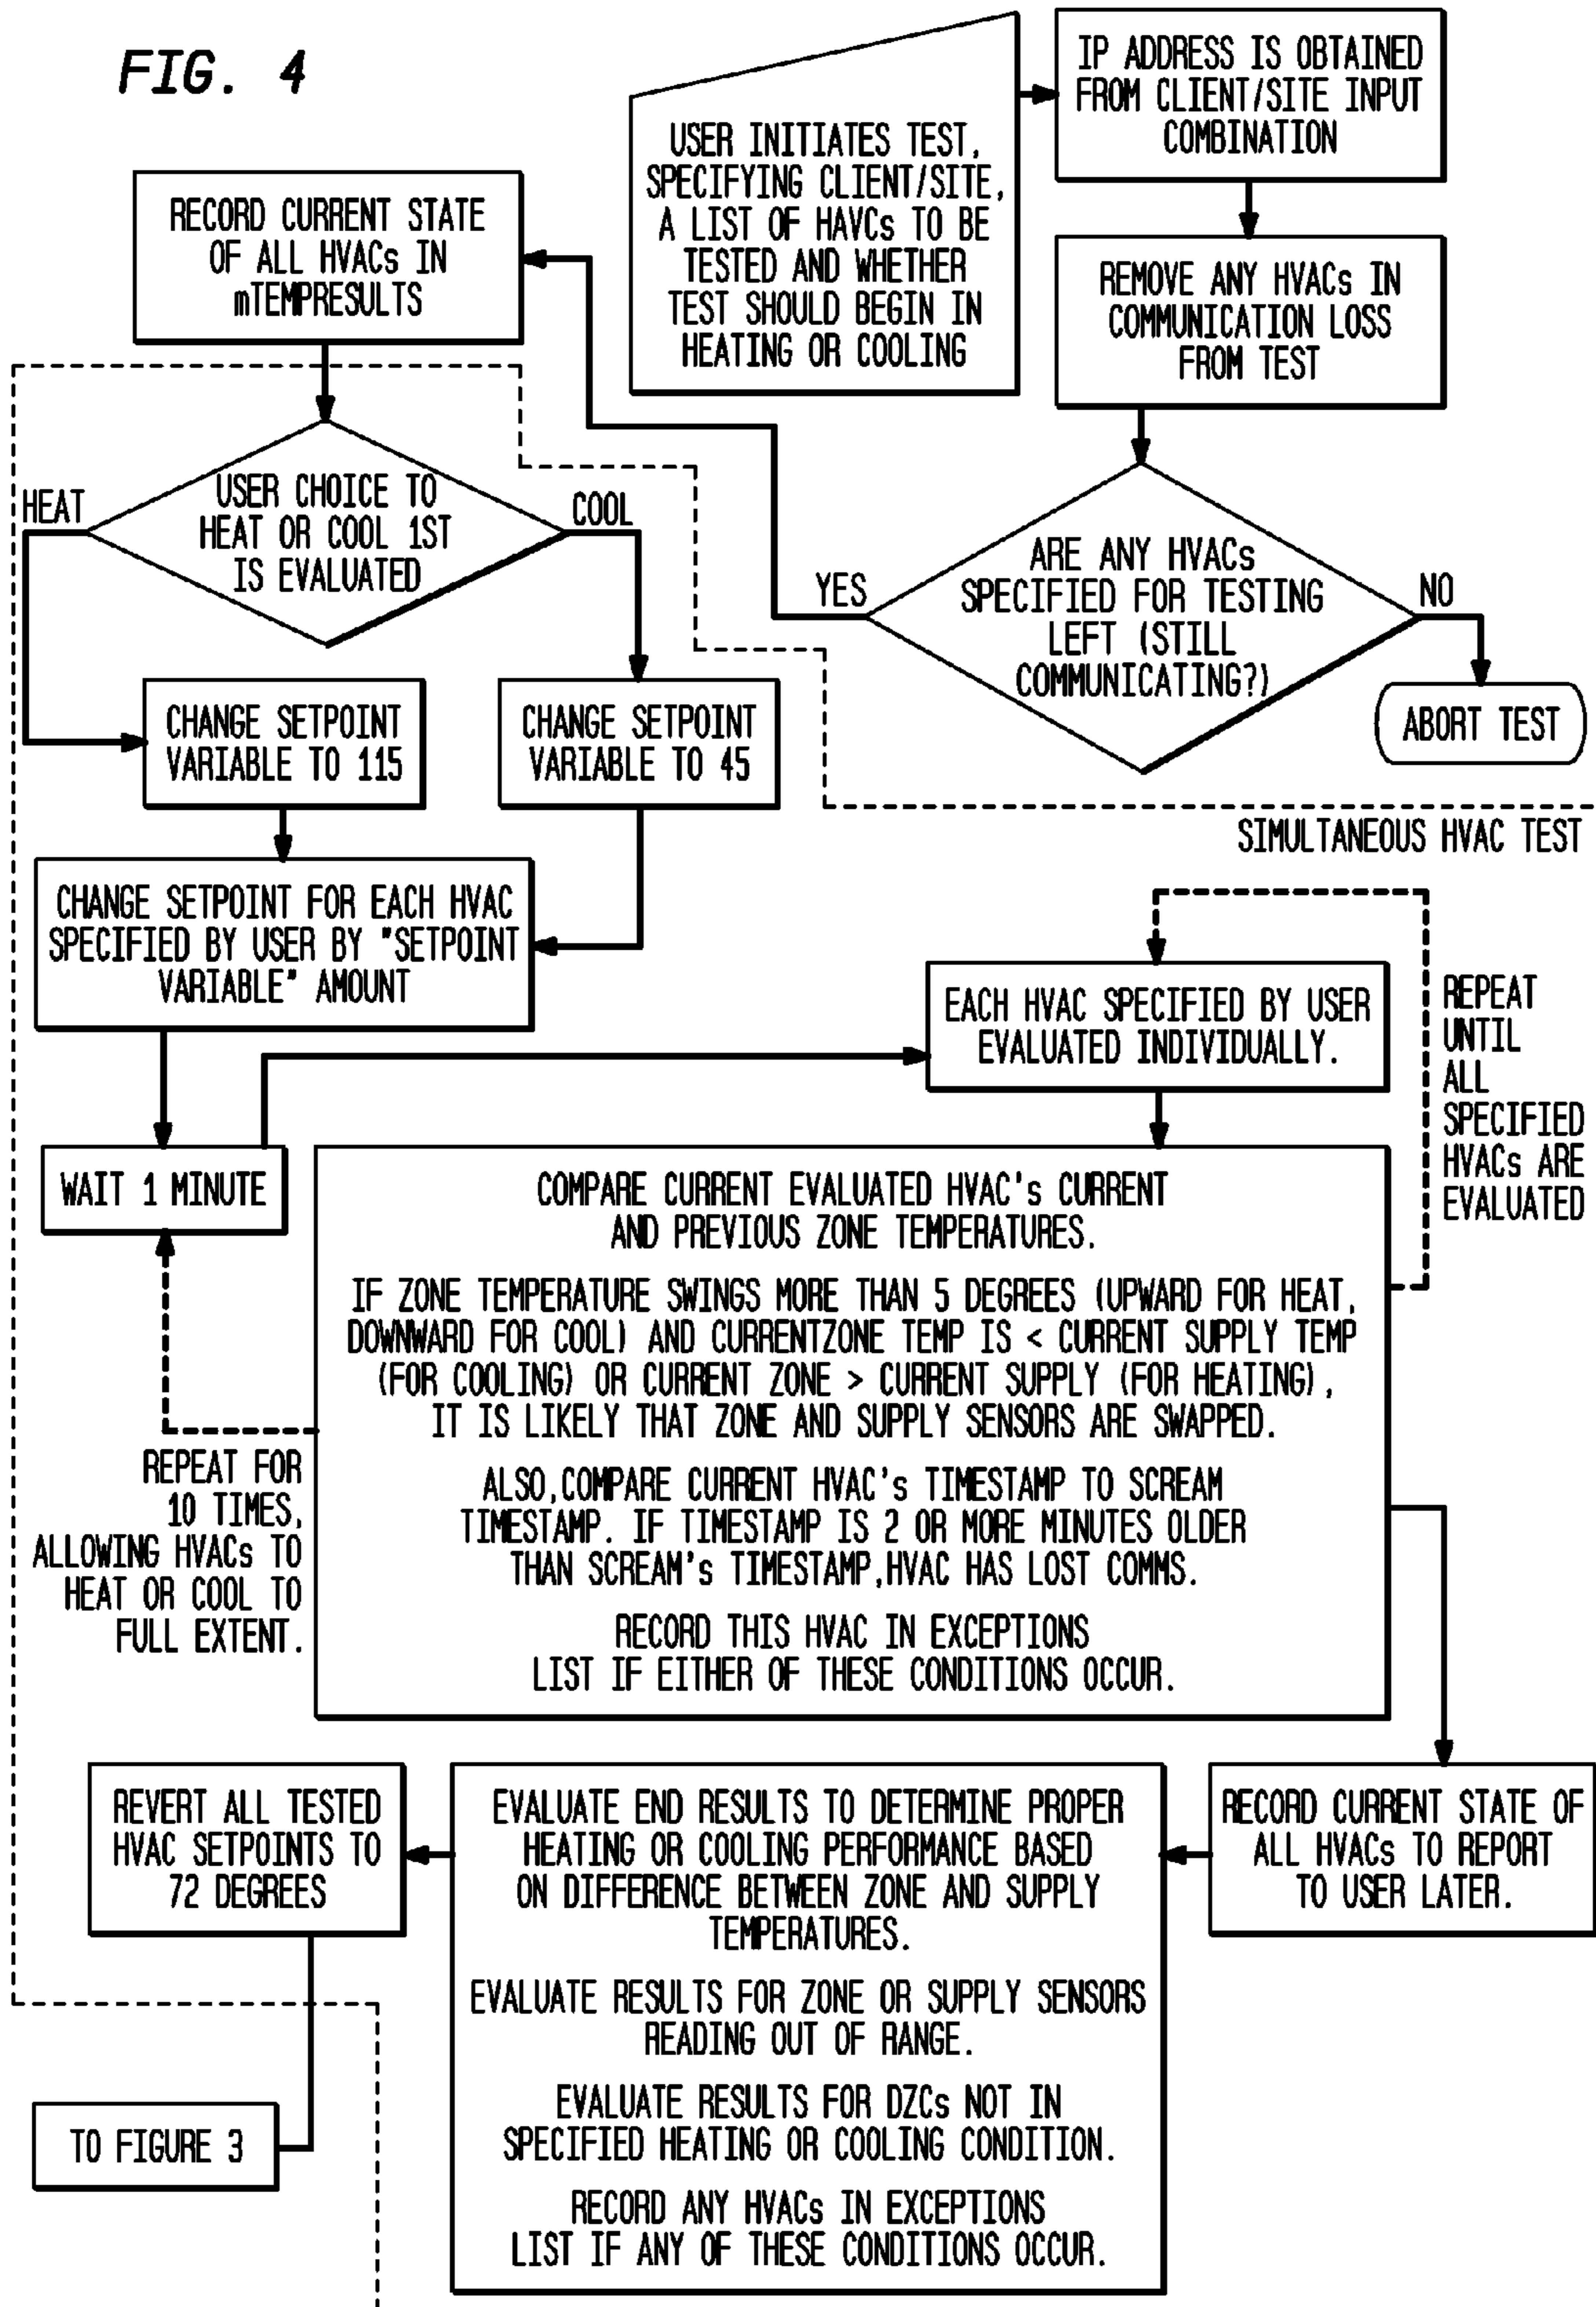 FIG. 4
USER INITIATES TEST,
SPECIFYING CLIENT/SITE,
A LIST OF HAVCs TO BE
TESTED AND WHETHER
TEST SHOULD BEGIN IN
HEATING OR COOLING
IP ADDRESS IS OBTAINED
FROM CLIENT/SITE INPUT
COMBINATION
REMOVE ANY HVACs IN
COMMUNICATION LOSS
FROM TEST
ARE ANY HVACs
SPECIFIED FOR TESTING
LEFT (STILL
COMMUNICATING?)
YES
NO
ABORT TEST
RECORD CURRENT STATE
OF ALL HVACs IN
mTEMPRESULTS
USER CHOICE TO
HEAT OR COOL 1ST
IS EVALUATED
HEAT
COOL
CHANGE SETPOINT
VARIABLE TO 115
CHANGE SETPOINT
VARIABLE TO 45
SIMULTANEOUS HVAC TEST
CHANGE SETPOINT FOR EACH HVAC
SPECIFIED BY USER BY "SETPOINT
VARIABLE" AMOUNT
WAIT 1 MINUTE
EACH HVAC SPECIFIED BY USER
EVALUATED INDIVIDUALLY.
REPEAT
UNTIL
ALL
SPECIFIED
HVACs ARE
EVALUATED
COMPARE CURRENT EVALUATED HVAC's CURRENT
AND PREVIOUS ZONE TEMPERATURES.
IF ZONE TEMPERATURE SWINGS MORE THAN 5 DEGREES (UPWARD FOR HEAT,
DOWNWARD FOR COOL) AND CURRENTZONE TEMP IS < CURRENT SUPPLY TEMP
(FOR COOLING) OR CURRENT ZONE > CURRENT SUPPLY (FOR HEATING),
IT IS LIKELY THAT ZONE AND SUPPLY SENSORS ARE SWAPPED.
ALSO,COMPARE CURRENT HVAC's TIMESTAMP TO SCREAM
TIMESTAMP. IF TIMESTAMP IS 2 OR MORE MINUTES OLDER
THAN SCREAM's TIMESTAMP,HVAC HAS LOST COMMS.
RECORD THIS HVAC IN EXCEPTIONS
LIST IF EITHER OF THESE CONDITIONS OCCUR.
REPEAT FOR
10 TIMES,
ALLOWING HVACs TO
HEAT OR COOL TO
FULL EXTENT.
RECORD CURRENT STATE OF
ALL HVACs TO REPORT
TO USER LATER.
EVALUATE END RESULTS TO DETERMINE PROPER
HEATING OR COOLING PERFORMANCE BASED
ON DIFFERENCE BETWEEN ZONE AND SUPPLY
TEMPERATURES.
EVALUATE RESULTS FOR ZONE OR SUPPLY SENSORS
READING OUT OF RANGE.
EVALUATE RESULTS FOR DZCs NOT IN
SPECIFIED HEATING OR COOLING CONDITION.
RECORD ANY HVACs IN EXCEPTIONS
LIST IF ANY OF THESE CONDITIONS OCCUR.
REVERT ALL TESTED
HVAC SETPOINTS TO
72 DEGREES
TO FIGURE 3